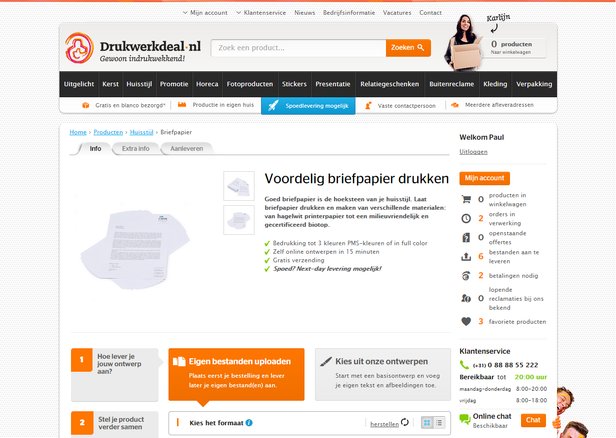 Mijn account Klantenservice Nieuws Bedrijfsinformatie Vacatures Contact
Karlijn
Drukwerkdeal.nl
Gewoon indrukwekkend!
Zoek een product...
Zoeken
0 producten
Naar winkelwagen
Uitgelicht Kerst Huisstijl Promotie Horeca Fotoproducten Stickers Presentatie Relatiegeschenken Buitenreclame Kleding Verpakking
Gratis en blanco bezorgd* Productie in eigen huis Spoedlevering mogelijk Vaste contactpersoon Meerdere afleveradressen
Home › Producten › Huisstijl › Briefpapier
Info Extra info Aanleveren
Voordelig briefpapier drukken
Goed briefpapier is de hoeksteen van je huisstijl. Laat
briefpapier drukken en maken van verschillende materialen:
van hagelwit printerpapier tot een milieuvriendelijk en
gecertificeerd biotop.
Bedrukking tot 3 kleuren PMS-kleuren of in full color
Zelf online ontwerpen in 15 minuten
Gratis verzending
Spoed? Next-day levering mogelijk!
Welkom Paul
Uitloggen
Mijn account
0 producten in
winkelwagen
2 orders in
verwerking
0 openstaande
offertes
6 bestanden aan te
leveren
2 betalingen nodig
0 lopende
reclamaties bij ons
bekend
3 favoriete producten
Klantenservice
(+31) 0 88 88 55 222
Bereikbaar tot 20:00 uur
maandag-donderdag 8:00-20:00
vrijdag 8:00-18:00
Online chat
Beschikbaar
Chat
1
Hoe lever je
jouw ontwerp
aan?
Eigen bestanden uploaden
Plaats eerst je bestelling en lever
later je eigen bestand(en) aan.
Kies uit onze ontwerpen
Start met een basisontwerp en voeg
je eigen tekst en afbeeldingen toe.
2
Stel je product
verder samen
Kies het formaat
herstellen